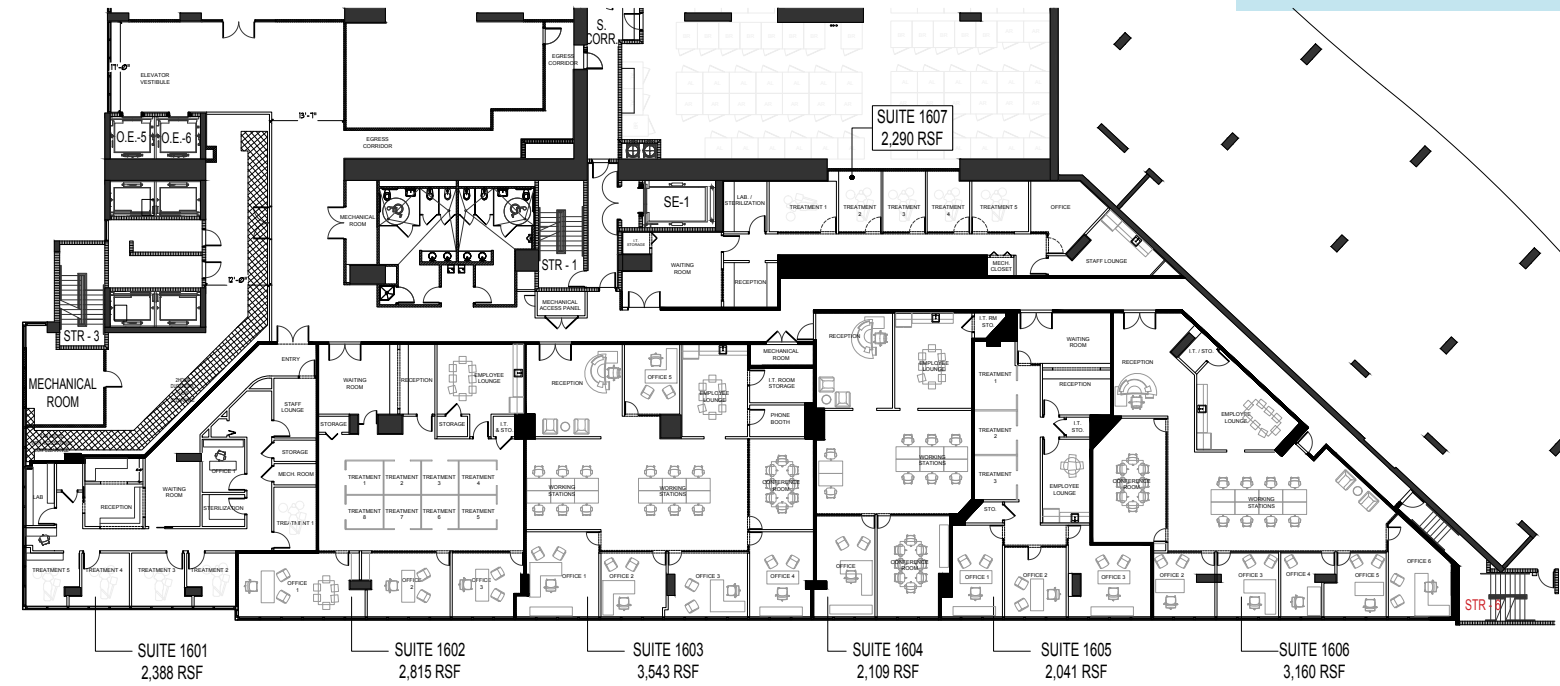 S.
CORR.
EGRESS
CORRIDOR
11'-0"
ELEVATOR
VESTIBULE
13'-7"
O.E.-5
O.E.-6
EGRESS
CORRIDOR
SUITE 1607
2,290 RSF
MECHANICAL
ROOM
SE-1
LAB. /
STERILIZATION
TREATMENT 1
TREATMENT
2
TREATMENT
3
TREATMENT
4
TREATMENT 5
OFFICE
I.T.
STORAGE
STR - 1
WAITING
ROOM
RECEPTION
MECH.
CLOSET
STAFF LOUNGE
12'-0"
MECHANICAL
ACCESS PANEL
STR - 3
MECHANICAL
ROOM
ENTRY
STAFF
LOUNGE
STORAGE
MECH. ROOM
OFFICE 1
WAITING
ROOM
STERILIZATION
TREATMENT 1
LAB
RECEPTION
TREATMENT 5
TREATMENT 4
TREATMENT 3
TREATMENT 2
WAITING
ROOM
RECEPTION
EMPLOYEE
LOUNGE
STORAGE
STORAGE
I.T.
& STO.
TREATMENT
1
TREATMENT
2
TREATMENT
3
TREATMENT
4
TREATMENT
8
TREATMENT
7
TREATMENT
6
TREATMENT
5
OFFICE
1
OFFICE
2
OFFICE
3
RECEPTION
OFFICE 5
EMPLOYEE
LOUNGE
MECHANICAL
ROOM
I.T. ROOM
STORAGE
PHONE
BOOTH
WORKING
STATIONS
WORKING
STATIONS
CONFERENCE
ROOM
OFFICE 1
OFFICE 2
OFFICE 3
OFFICE 4
RECEPTION
EMPLOYEE
LOUNGE
I.T. RM
STO.
WORKING
STATIONS
OFFICE
CONFERENCE
ROOM
WAITING
ROOM
TREATMENT
1
RECEPTION
TREATMENT
2
I.T.
STO.
TREATMENT
3
EMPLOYEE
LOUNGE
STO.
OFFICE 1
OFFICE 2
OFFICE 3
RECEPTION
I.T. / STO.
EMPLOYEE
LOUNGE
CONFERENCE
ROOM
WORKING
STATIONS
OFFICE 2
OFFICE 3
OFFICE 4
OFFICE 5
OFFICE 6
SUITE 1601
2,388 RSF
SUITE 1602
2,815 RSF
SUITE 1603
3,543 RSF
SUITE 1604
2,109 RSF
SUITE 1605
2,041 RSF
SUITE 1606
3,160 RSF